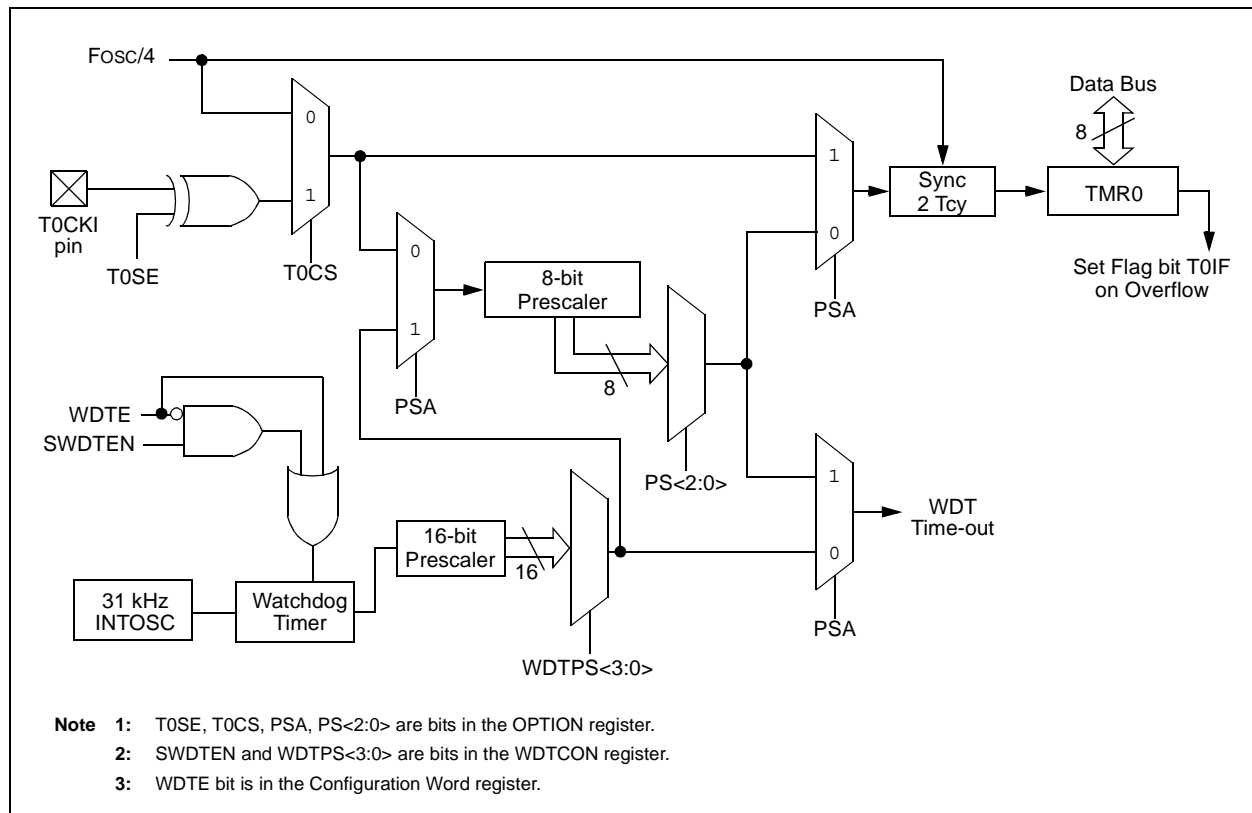 FOSC/4
Data Bus
8
0
1
T0CKI
pin
T0SE
T0CS
1
0
PSA
Sync
2 Tcy
TMR0
Set Flag bit T0IF
on Overflow
0
1
PSA
8-bit
Prescaler
8
PS<2:0>
WDTE
SWDTEN
1
0
PSA
WDT
Time-out
16-bit
Prescaler
16
WDTPS<3:0>
31 kHz
INTOSC
Watchdog
Timer
Note 1: T0SE, T0CS, PSA, PS<2:0> are bits in the OPTION register.
2: SWDTEN and WDTPS<3:0> are bits in the WDTCON register.
3: WDTE bit is in the Configuration Word register.